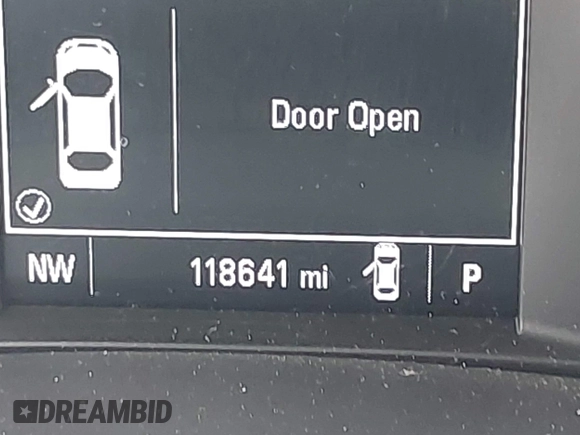 Door Open
NW 118641 mi P
DREAMBID